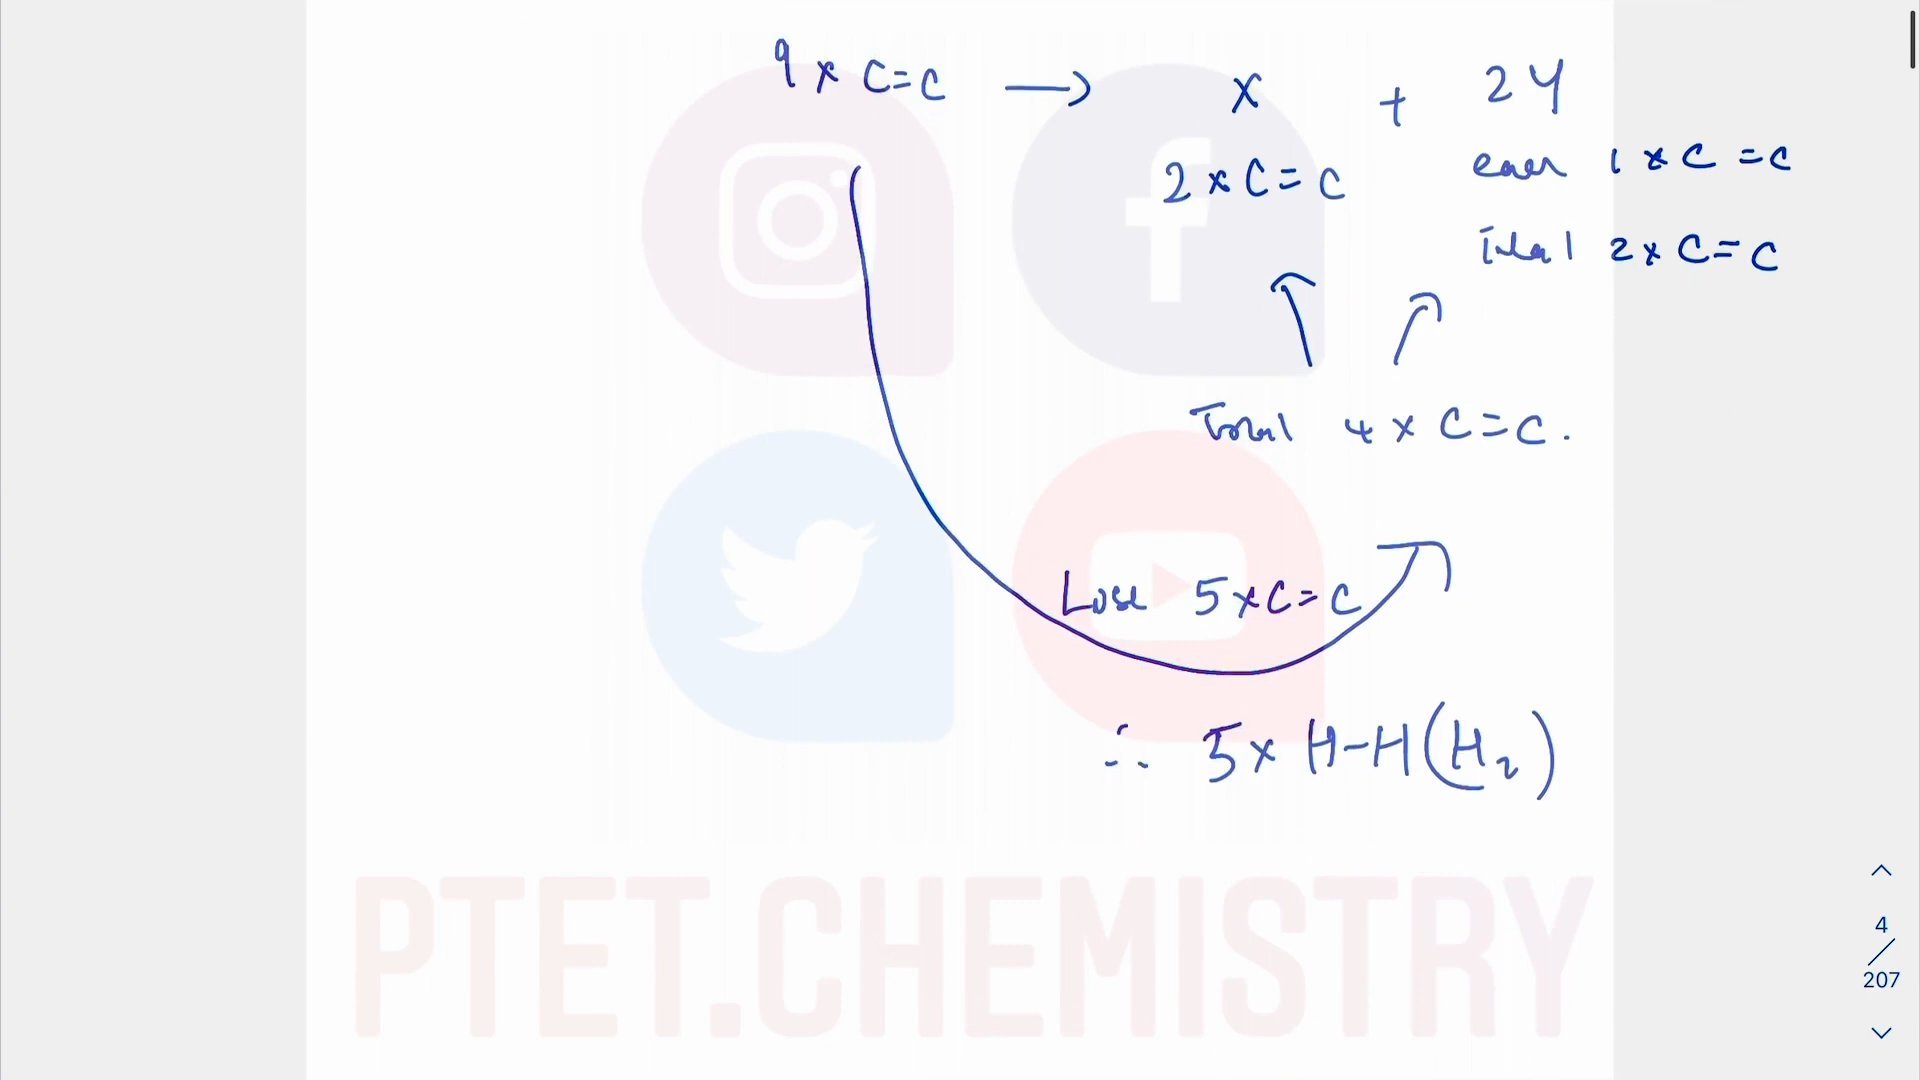 9 x C=C → X + 2Y
2 x C=C
each 1 x C=C
Total 2 x C=C
Total 4 x C=C.
Lose 5 x C=C
∴ 5 x H-H (H₂)
PTET.CHEMISTRY
4
/
207